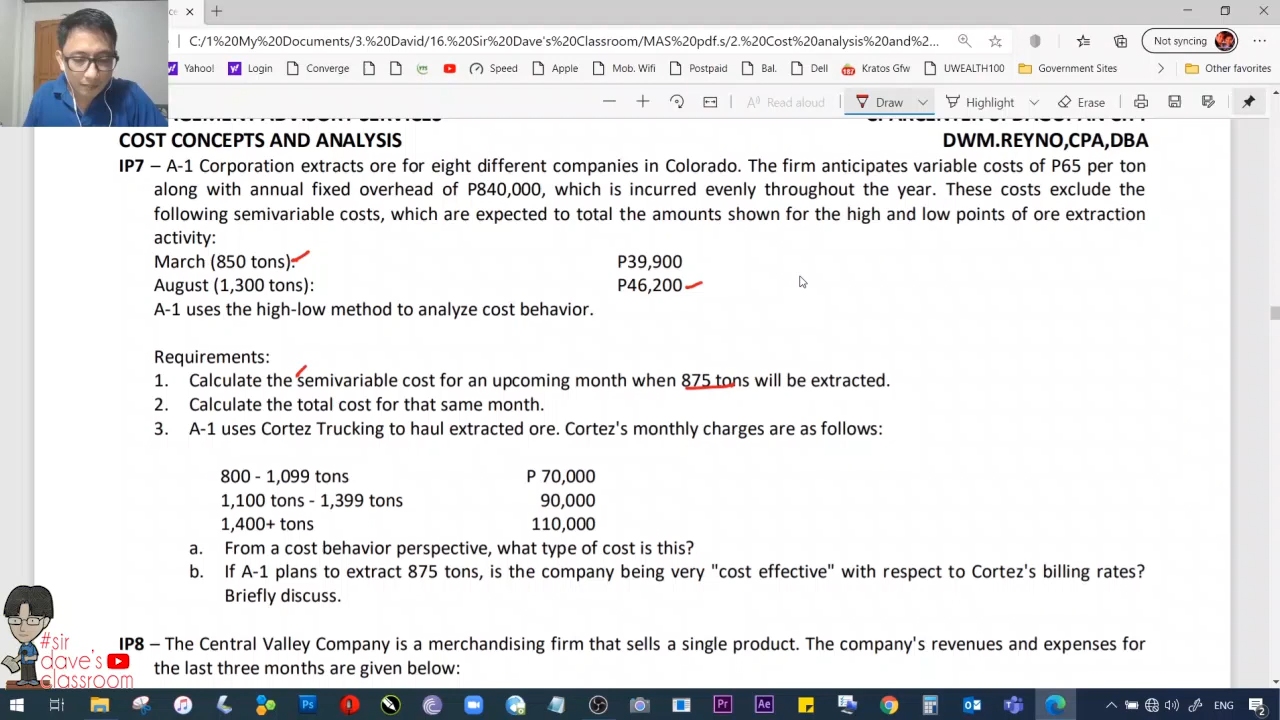 C:/1%20My%20Documents/3.%20David/16.%20Sir%20Dave's%20Classroom/MAS%20pdf.s/2.%20Cost%20analysis%20and%2...
Not syncing
Yahoo! Login Converge Speed Apple Mob. Wifi Postpaid Bal. Dell Kratos Gfw UWEALTH100 Government Sites Other favorites
Read aloud Draw Highlight Erase
COST CONCEPTS AND ANALYSIS DWM.REYNO,CPA,DBA
IP7 – A-1 Corporation extracts ore for eight different companies in Colorado. The firm anticipates variable costs of P65 per ton
along with annual fixed overhead of P840,000, which is incurred evenly throughout the year. These costs exclude the
following semivariable costs, which are expected to total the amounts shown for the high and low points of ore extraction
activity:
March (850 tons): P39,900
August (1,300 tons): P46,200
A-1 uses the high-low method to analyze cost behavior.
Requirements:
1. Calculate the semivariable cost for an upcoming month when 875 tons will be extracted.
2. Calculate the total cost for that same month.
3. A-1 uses Cortez Trucking to haul extracted ore. Cortez's monthly charges are as follows:
800 - 1,099 tons P 70,000
1,100 tons - 1,399 tons 90,000
1,400+ tons 110,000
a. From a cost behavior perspective, what type of cost is this?
b. If A-1 plans to extract 875 tons, is the company being very "cost effective" with respect to Cortez's billing rates?
Briefly discuss.
IP8 – The Central Valley Company is a merchandising firm that sells a single product. The company's revenues and expenses for
the last three months are given below:
#sir
dave's
classroom
ENG